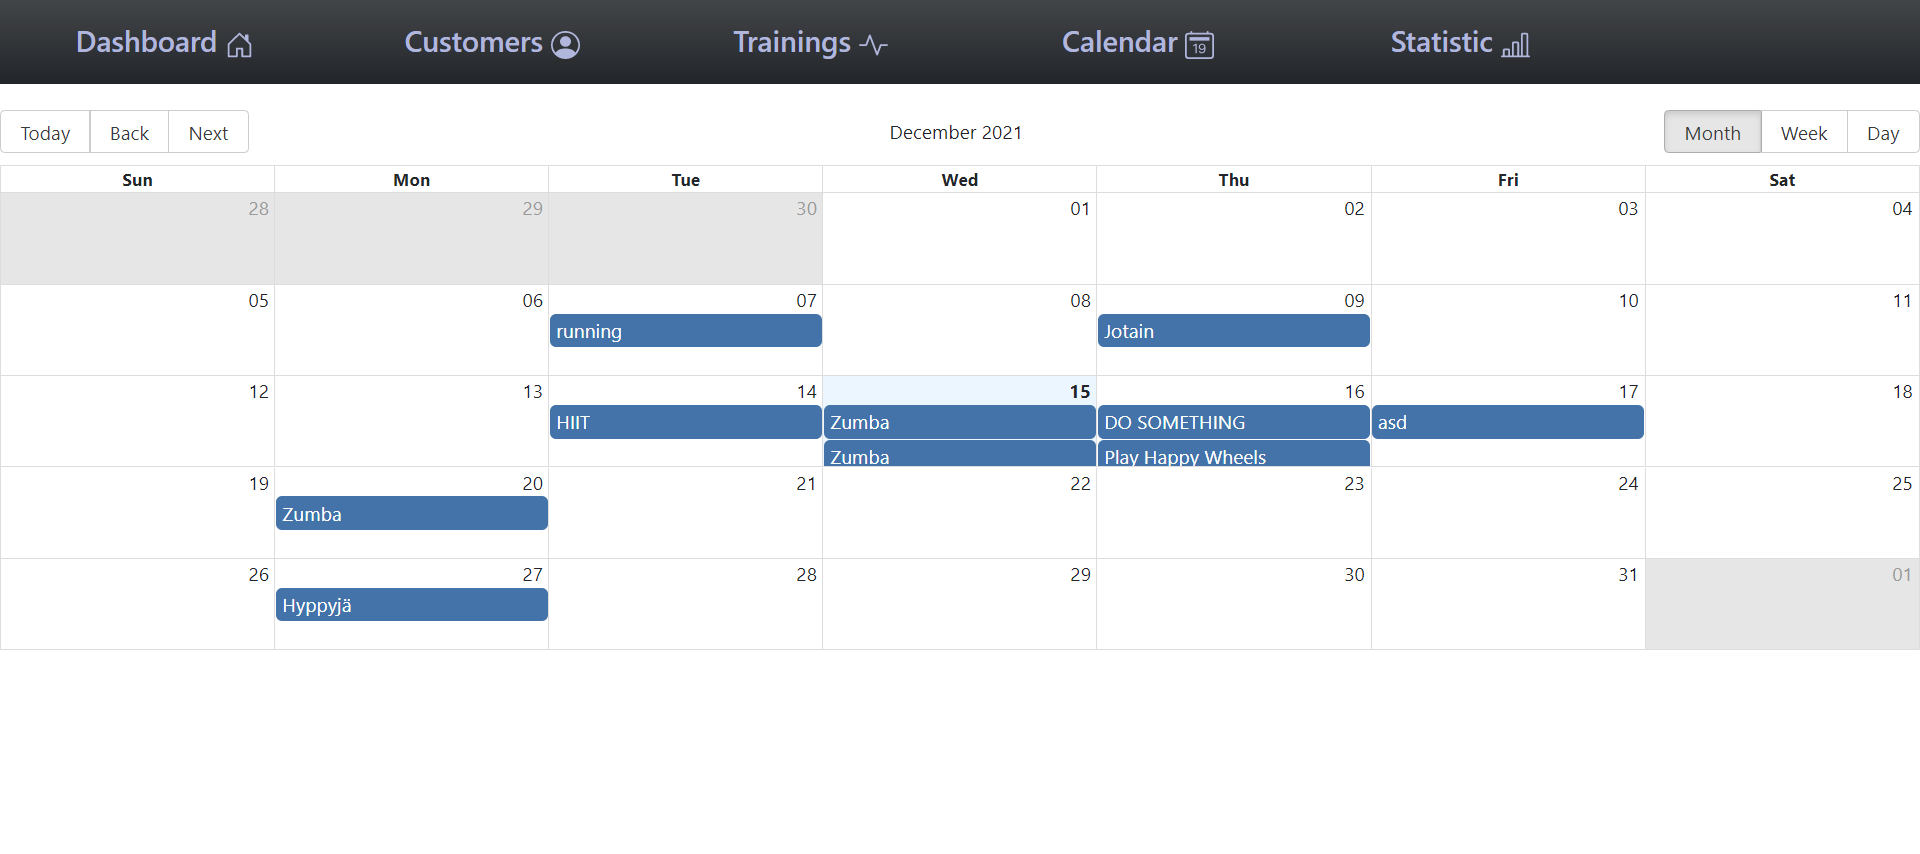 Dashboard Customers Trainings Calendar 19 Statistic
Today Back Next December 2021 Month Week Day
Sun Mon Tue Wed Thu Fri Sat
28 29 30 01 02 03 04
05 06 07 08 09 10 11
running Jotain
12 13 14 15 16 17 18
HIIT Zumba DO SOMETHING asd
Zumba Play Happy Wheels
19 20 21 22 23 24 25
Zumba
26 27 28 29 30 31 01
Hyppyjä